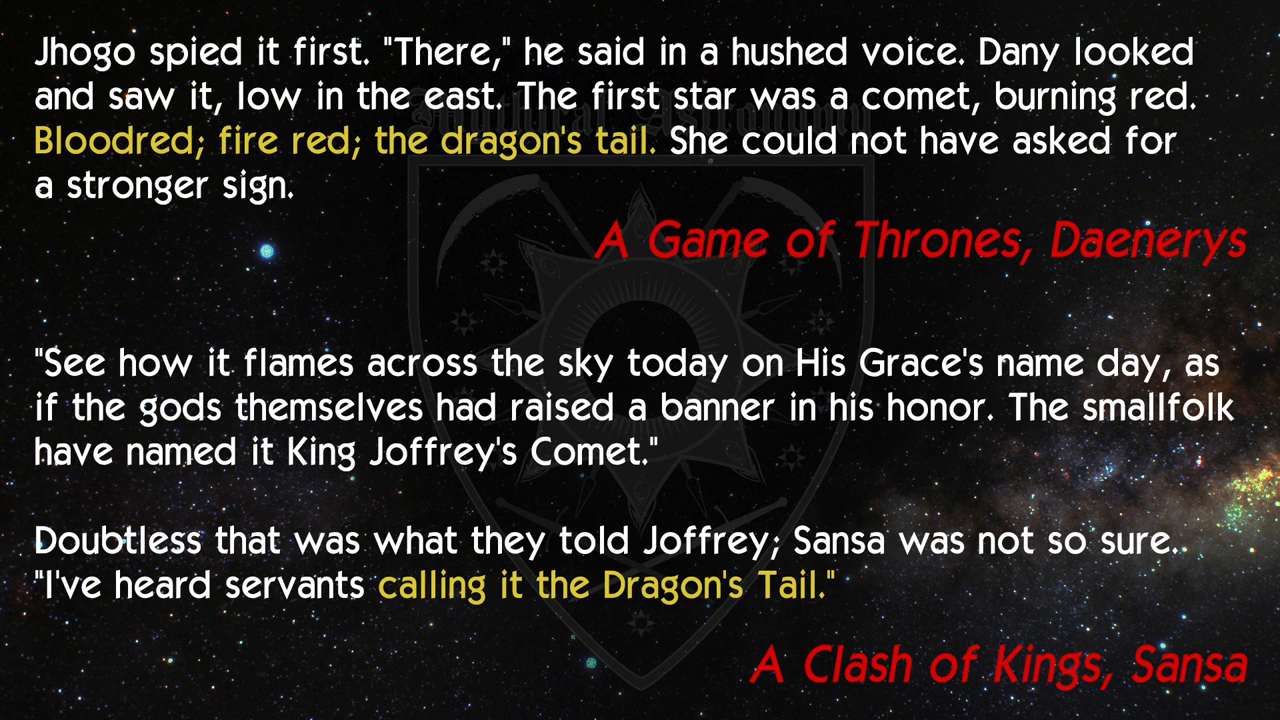 Mythical Astronomy
Jhogo spied it first. "There," he said in a hushed voice. Dany looked
and saw it, low in the east. The first star was a comet, burning red.
Bloodred; fire red; the dragon's tail. She could not have asked for
a stronger sign.
A Game of Thrones, Daenerys
"See how it flames across the sky today on His Grace's name day, as
if the gods themselves had raised a banner in his honor. The smallfolk
have named it King Joffrey's Comet."
Doubtless that was what they told Joffrey; Sansa was not so sure.
"I've heard servants calling it the Dragon's Tail."
A Clash of Kings, Sansa